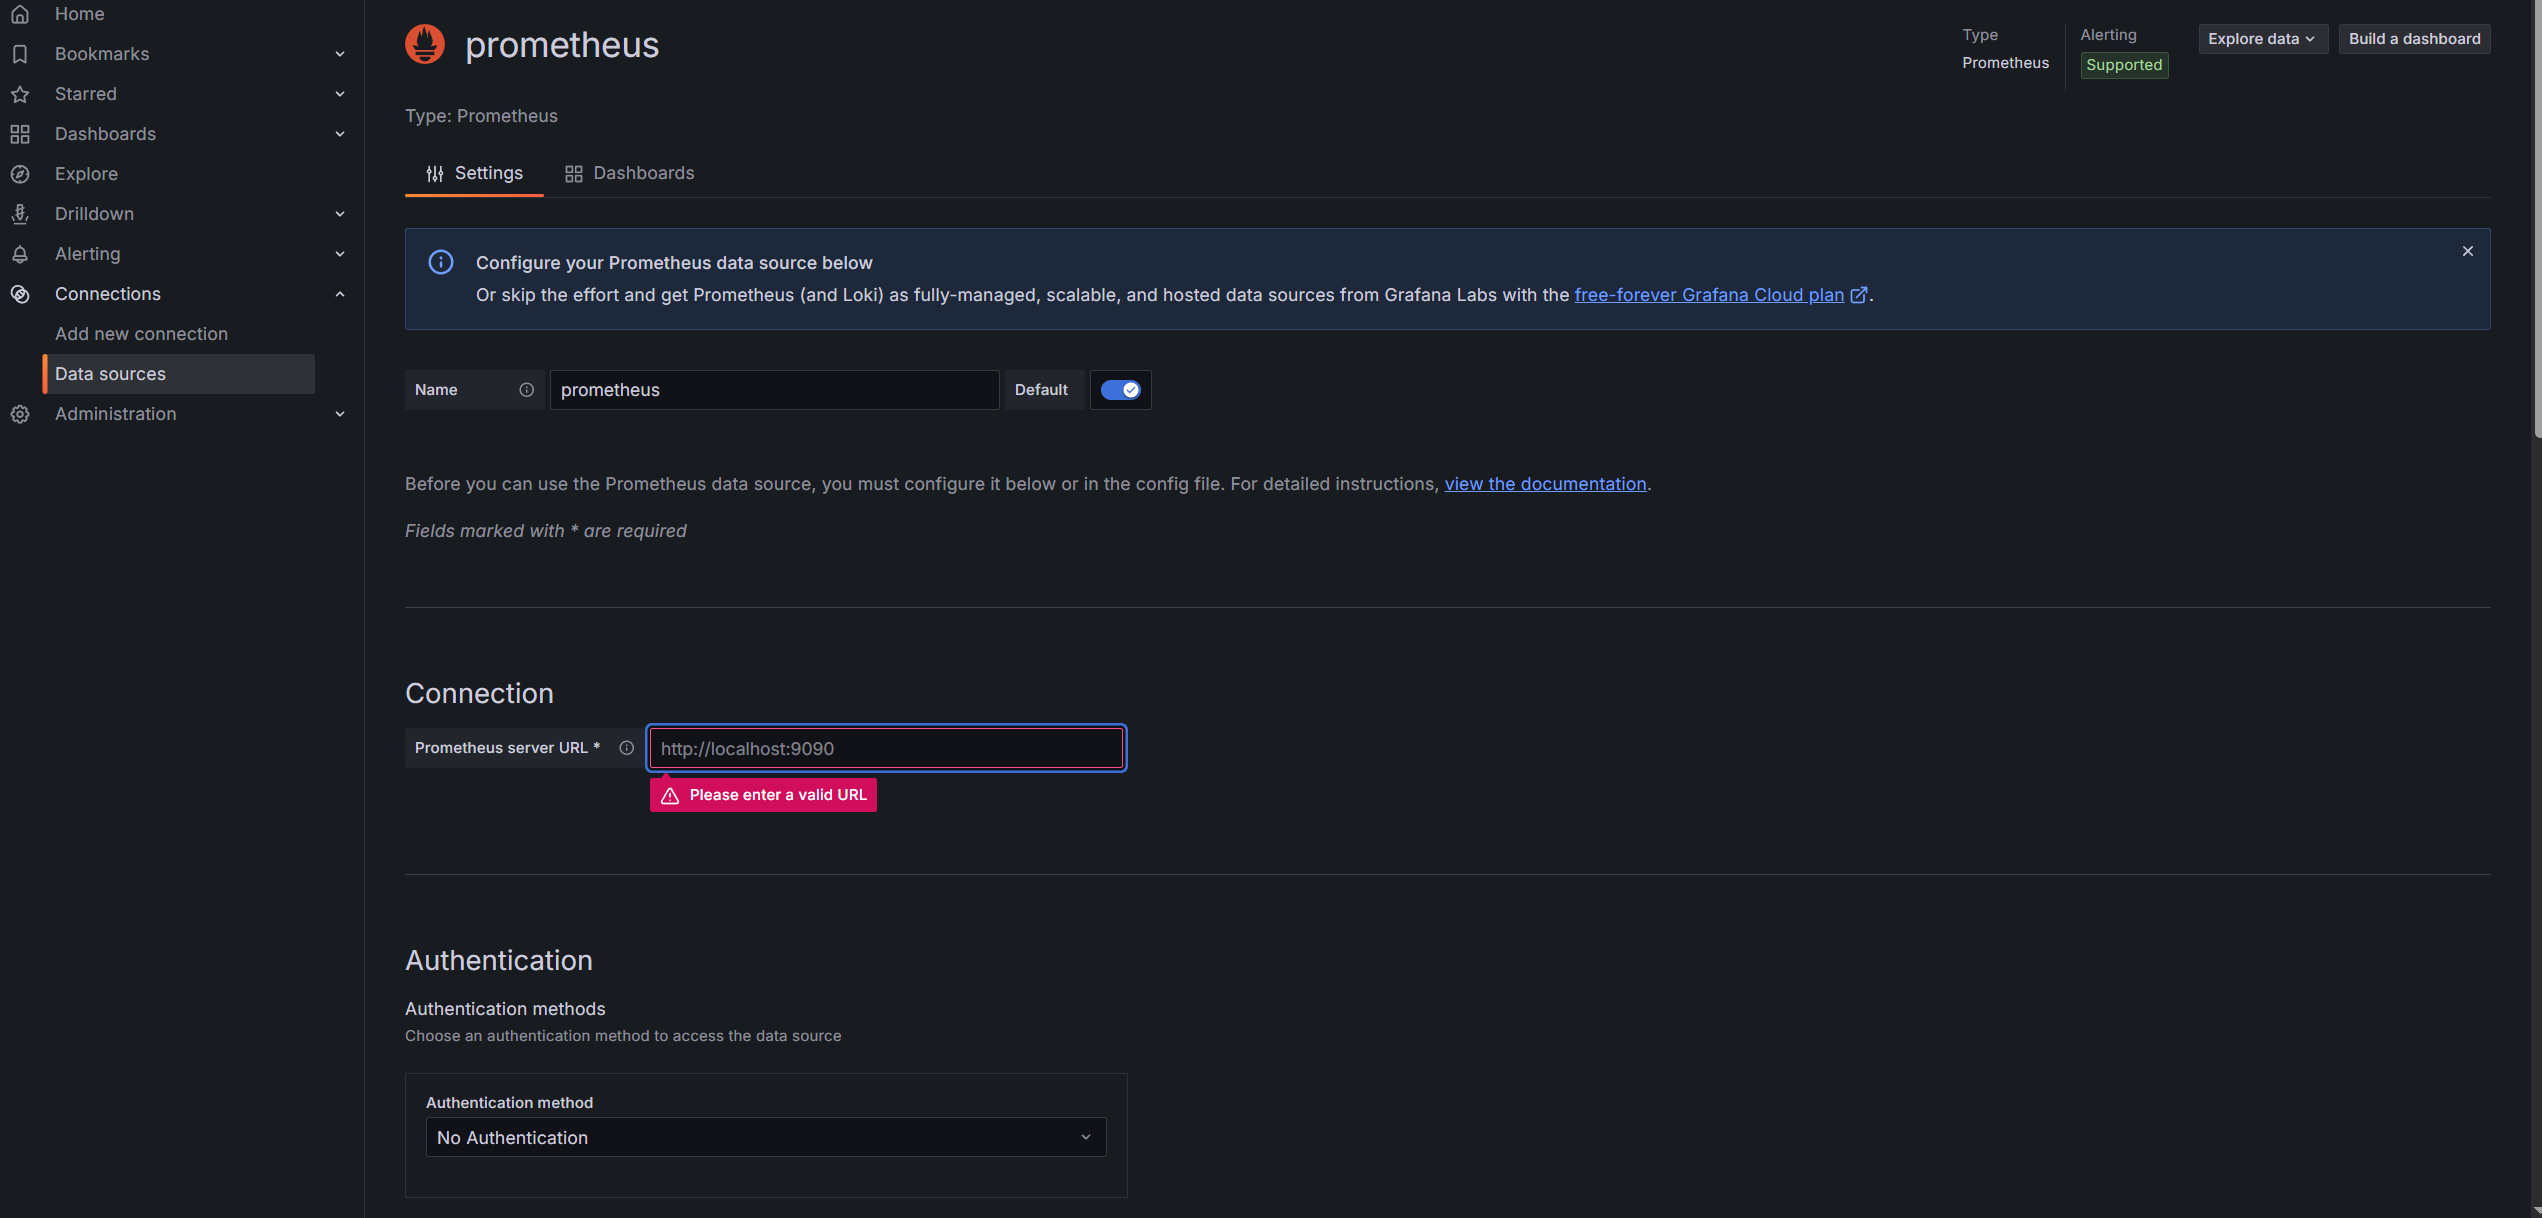 Home
Bookmarks
Starred
Dashboards
Explore
Drilldown
Alerting
Connections
Add new connection
Data sources
Administration
prometheus
Type
Prometheus
Alerting
Supported
Explore data
Build a dashboard
Type: Prometheus
Settings
Dashboards
Configure your Prometheus data source below
Or skip the effort and get Prometheus (and Loki) as fully-managed, scalable, and hosted data sources from Grafana Labs with the free-forever Grafana Cloud plan.
Name
prometheus
Default
Before you can use the Prometheus data source, you must configure it below or in the config file. For detailed instructions, view the documentation.
Fields marked with * are required
Connection
Prometheus server URL *
http://localhost:9090
Please enter a valid URL
Authentication
Authentication methods
Choose an authentication method to access the data source
Authentication method
No Authentication